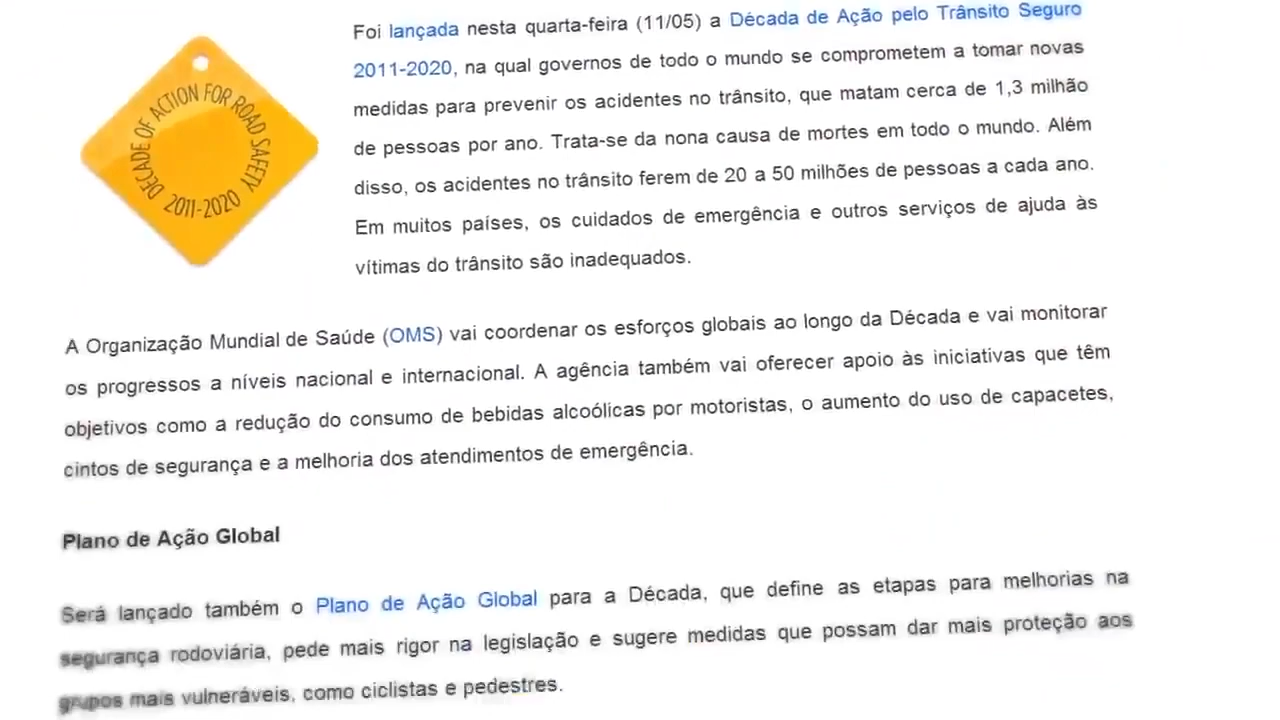 DECADE OF ACTION FOR ROAD SAFETY
2011-2020
Foi lançada nesta quarta-feira (11/05) a Década de Ação pelo Trânsito Seguro
2011-2020, na qual governos de todo o mundo se comprometem a tomar novas
medidas para prevenir os acidentes no trânsito, que matam cerca de 1,3 milhão
de pessoas por ano. Trata-se da nona causa de mortes em todo o mundo. Além
disso, os acidentes no trânsito ferem de 20 a 50 milhões de pessoas a cada ano.
Em muitos países, os cuidados de emergência e outros serviços de ajuda às
vítimas do trânsito são inadequados.
A Organização Mundial de Saúde (OMS) vai coordenar os esforços globais ao longo da Década e vai monitorar
os progressos a níveis nacional e internacional. A agência também vai oferecer apoio às iniciativas que têm
objetivos como a redução do consumo de bebidas alcoólicas por motoristas, o aumento do uso de capacetes,
cintos de segurança e a melhoria dos atendimentos de emergência.
Plano de Ação Global
Será lançado também o Plano de Ação Global para a Década, que define as etapas para melhorias na
segurança rodoviária, pede mais rigor na legislação e sugere medidas que possam dar mais proteção aos
grupos mais vulneráveis, como ciclistas e pedestres.